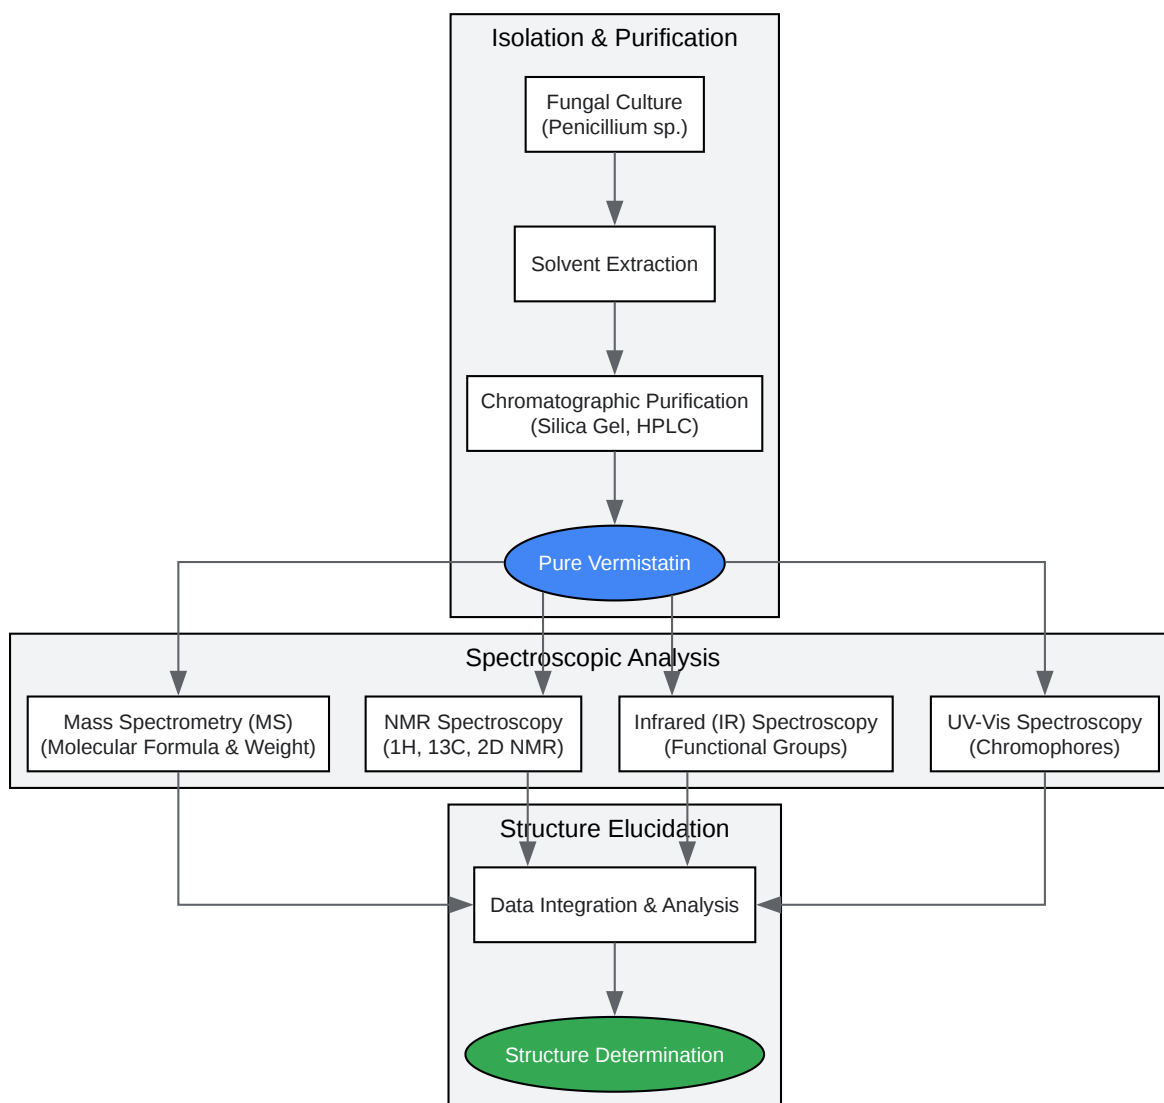 Isolation & Purification
Fungal Culture
(Penicillium sp.)
Solvent Extraction
Chromatographic Purification
(Silica Gel, HPLC)
Pure Vermistatin
Spectroscopic Analysis
Mass Spectrometry (MS)
(Molecular Formula & Weight)
NMR Spectroscopy
(1H, 13C, 2D NMR)
Infrared (IR) Spectroscopy
(Functional Groups)
UV-Vis Spectroscopy
(Chromophores)
Structure Elucidation
Data Integration & Analysis
Structure Determination